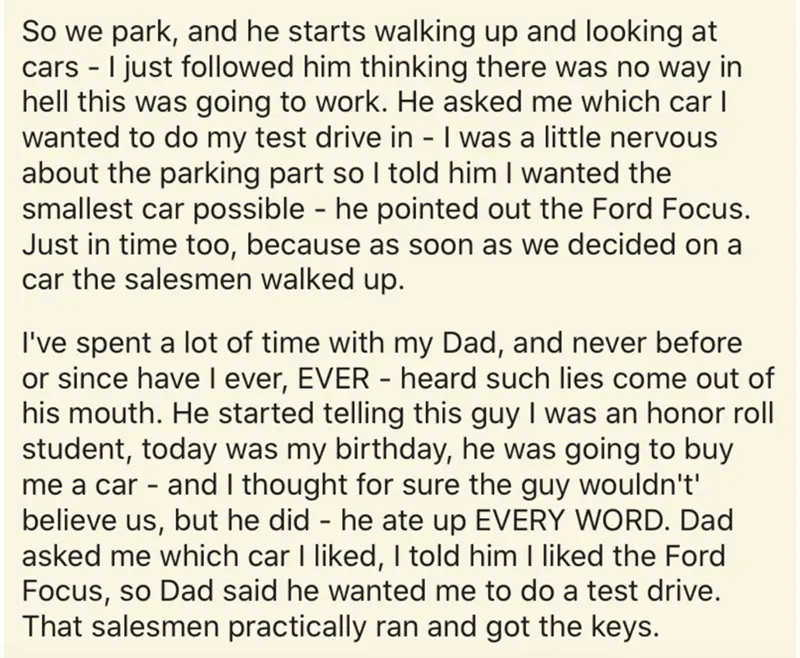 So we park, and he starts walking up and looking at
cars - I just followed him thinking there was no way in
hell this was going to work. He asked me which car I
wanted to do my test drive in - I was a little nervous
about the parking part so I told him I wanted the
smallest car possible - he pointed out the Ford Focus.
Just in time too, because as soon as we decided on a
car the salesmen walked up.
I've spent a lot of time with my Dad, and never before
or since have I ever, EVER - heard such lies come out of
his mouth. He started telling this guy I was an honor roll
student, today was my birthday, he was going to buy
me a car - and I thought for sure the guy wouldn't'
believe us, but he did - he ate up EVERY WORD. Dad
asked me which car I liked, I told him I liked the Ford
Focus, so Dad said he wanted me to do a test drive.
That salesmen practically ran and got the keys.